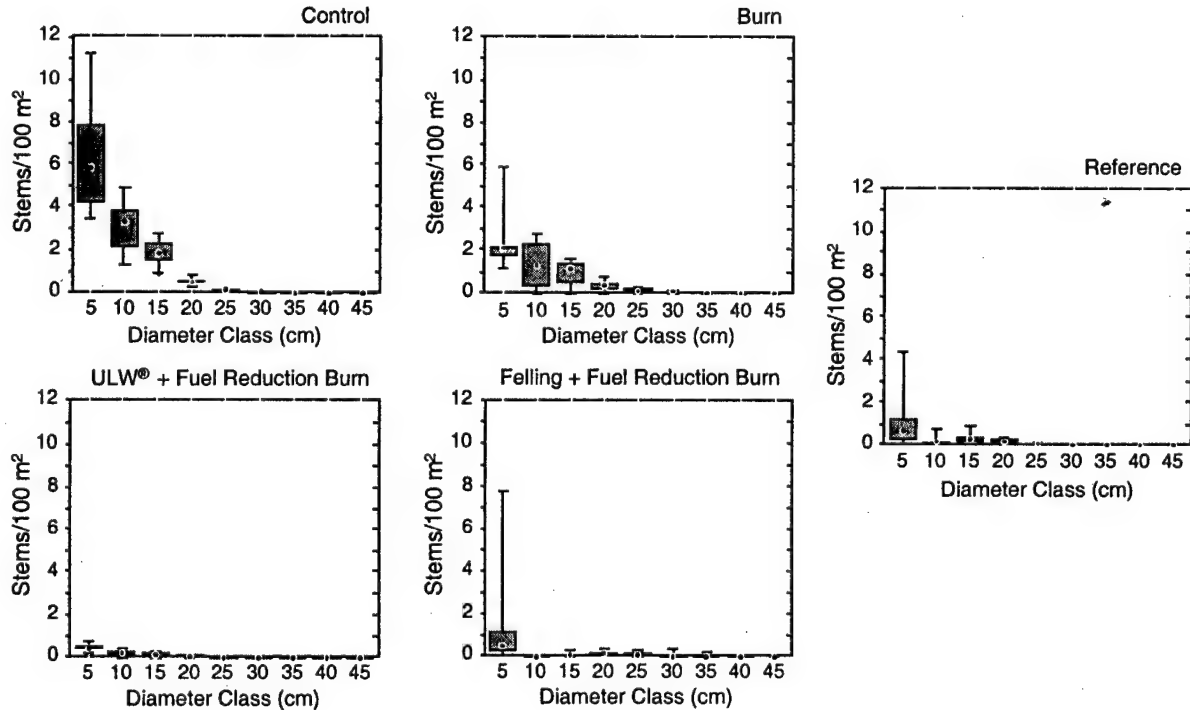 Control
12
10
8
6
4
2
0
Stems/100 m²
5 10 15 20 25 30 35 40 45
Diameter Class (cm)
Burn
12
10
8
6
4
2
0
Stems/100 m²
5 10 15 20 25 30 35 40 45
Diameter Class (cm)
Reference
12
10
8
6
4
2
0
Stems/100 m²
5 10 15 20 25 30 35 40 45
Diameter Class (cm)
ULW® + Fuel Reduction Burn
12
10
8
6
4
2
0
Stems/100 m²
5 10 15 20 25 30 35 40 45
Diameter Class (cm)
Felling + Fuel Reduction Burn
12
10
8
6
4
2
0
Stems/100 m²
5 10 15 20 25 30 35 40 45
Diameter Class (cm)